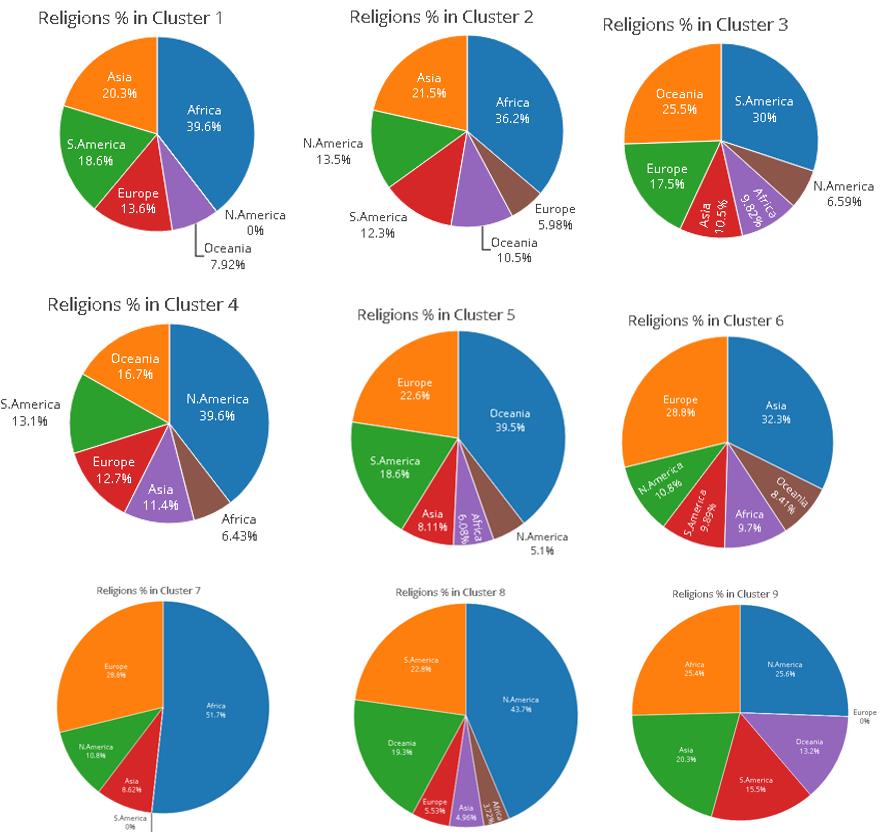 Religions % in Cluster 1
Asia
20.3%
Africa
39.6%
S.America
18.6%
Europe
13.6%
N.America
0%
Oceania
7.92%
Religions % in Cluster 2
Asia
21.5%
Africa
36.2%
N.America
13.5%
S.America
12.3%
Europe
5.98%
Oceania
10.5%
Religions % in Cluster 3
Oceania
25.5%
S.America
30%
Europe
17.5%
Asia
10.5%
Africa
9.82%
N.America
6.59%
Religions % in Cluster 4
Oceania
16.7%
N.America
39.6%
S.America
13.1%
Europe
12.7%
Asia
11.4%
Africa
6.43%
Religions % in Cluster 5
Europe
22.6%
Oceania
39.5%
S.America
18.6%
Asia
8.11%
Africa
6.08%
N.America
5.1%
Religions % in Cluster 6
Europe
28.8%
Asia
32.3%
N.America
10.8%
S.America
9.89%
Africa
9.7%
Oceania
8.41%
Religions % in Cluster 7
Europe
28.8%
Africa
51.7%
N.America
10.8%
Asia
8.62%
S.America
0%
Religions % in Cluster 8
S.America
22.8%
N.America
43.7%
Oceania
19.3%
Europe
5.53%
Asia
4.96%
Africa
3.72%
Religions % in Cluster 9
Africa
25.4%
N.America
25.6%
Europe
0%
Asia
20.3%
Oceania
13.2%
S.America
15.5%